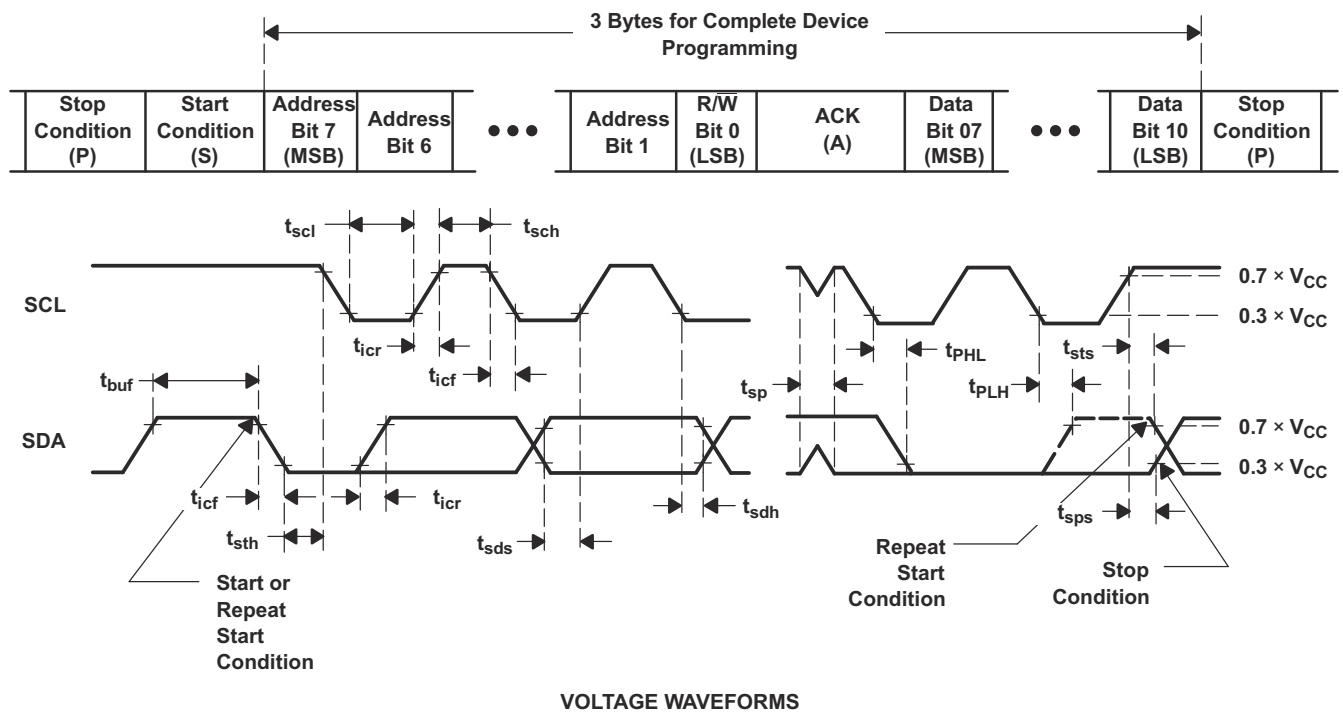 3 Bytes for Complete Device
Programming
Stop
Condition
(P)
Start
Condition
(S)
Address
Bit 7
(MSB)
Address
Bit 6
•••
Address
Bit 1
R/W̅
Bit 0
(LSB)
ACK
(A)
Data
Bit 07
(MSB)
•••
Data
Bit 10
(LSB)
Stop
Condition
(P)
tscl
tsch
SCL
0.7 × VCC
0.3 × VCC
ticr
tPHL
tsts
tbuf
ticf
tsp
tPLH
SDA
0.7 × VCC
0.3 × VCC
ticf
ticr
tsdh
tsps
tsth
tsds
Start or
Repeat
Start
Condition
Repeat
Start
Condition
Stop
Condition
VOLTAGE WAVEFORMS